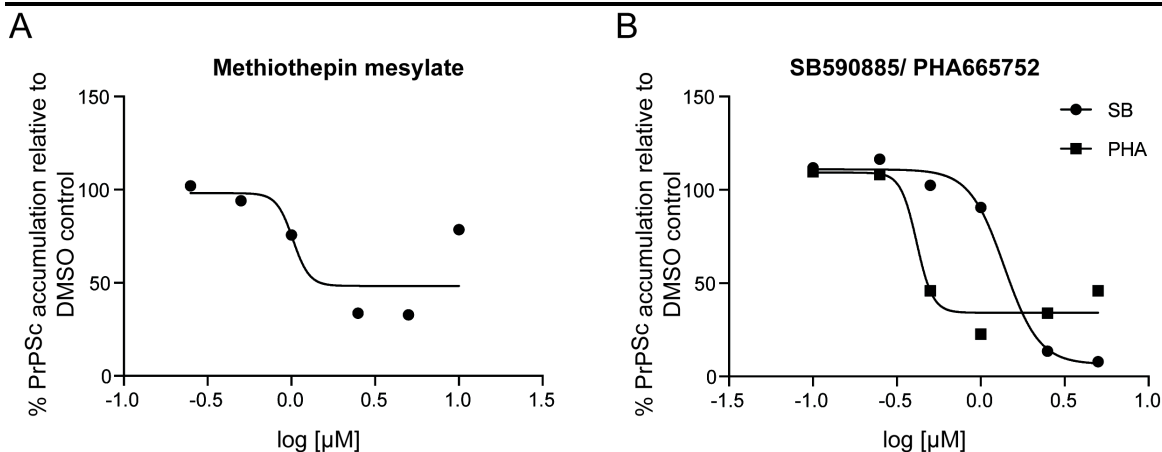 A
Methiothepin mesylate
% PrPSc accumulation relative to
DMSO control
150
100
50
0
-1.0 -0.5 0.0 0.5 1.0 1.5
log [µM]
B
SB590885/ PHA665752
% PrPSc accumulation relative to
DMSO control
150
100
50
0
-1.5 -1.0 -0.5 0.0 0.5 1.0
log [µM]
SB
PHA